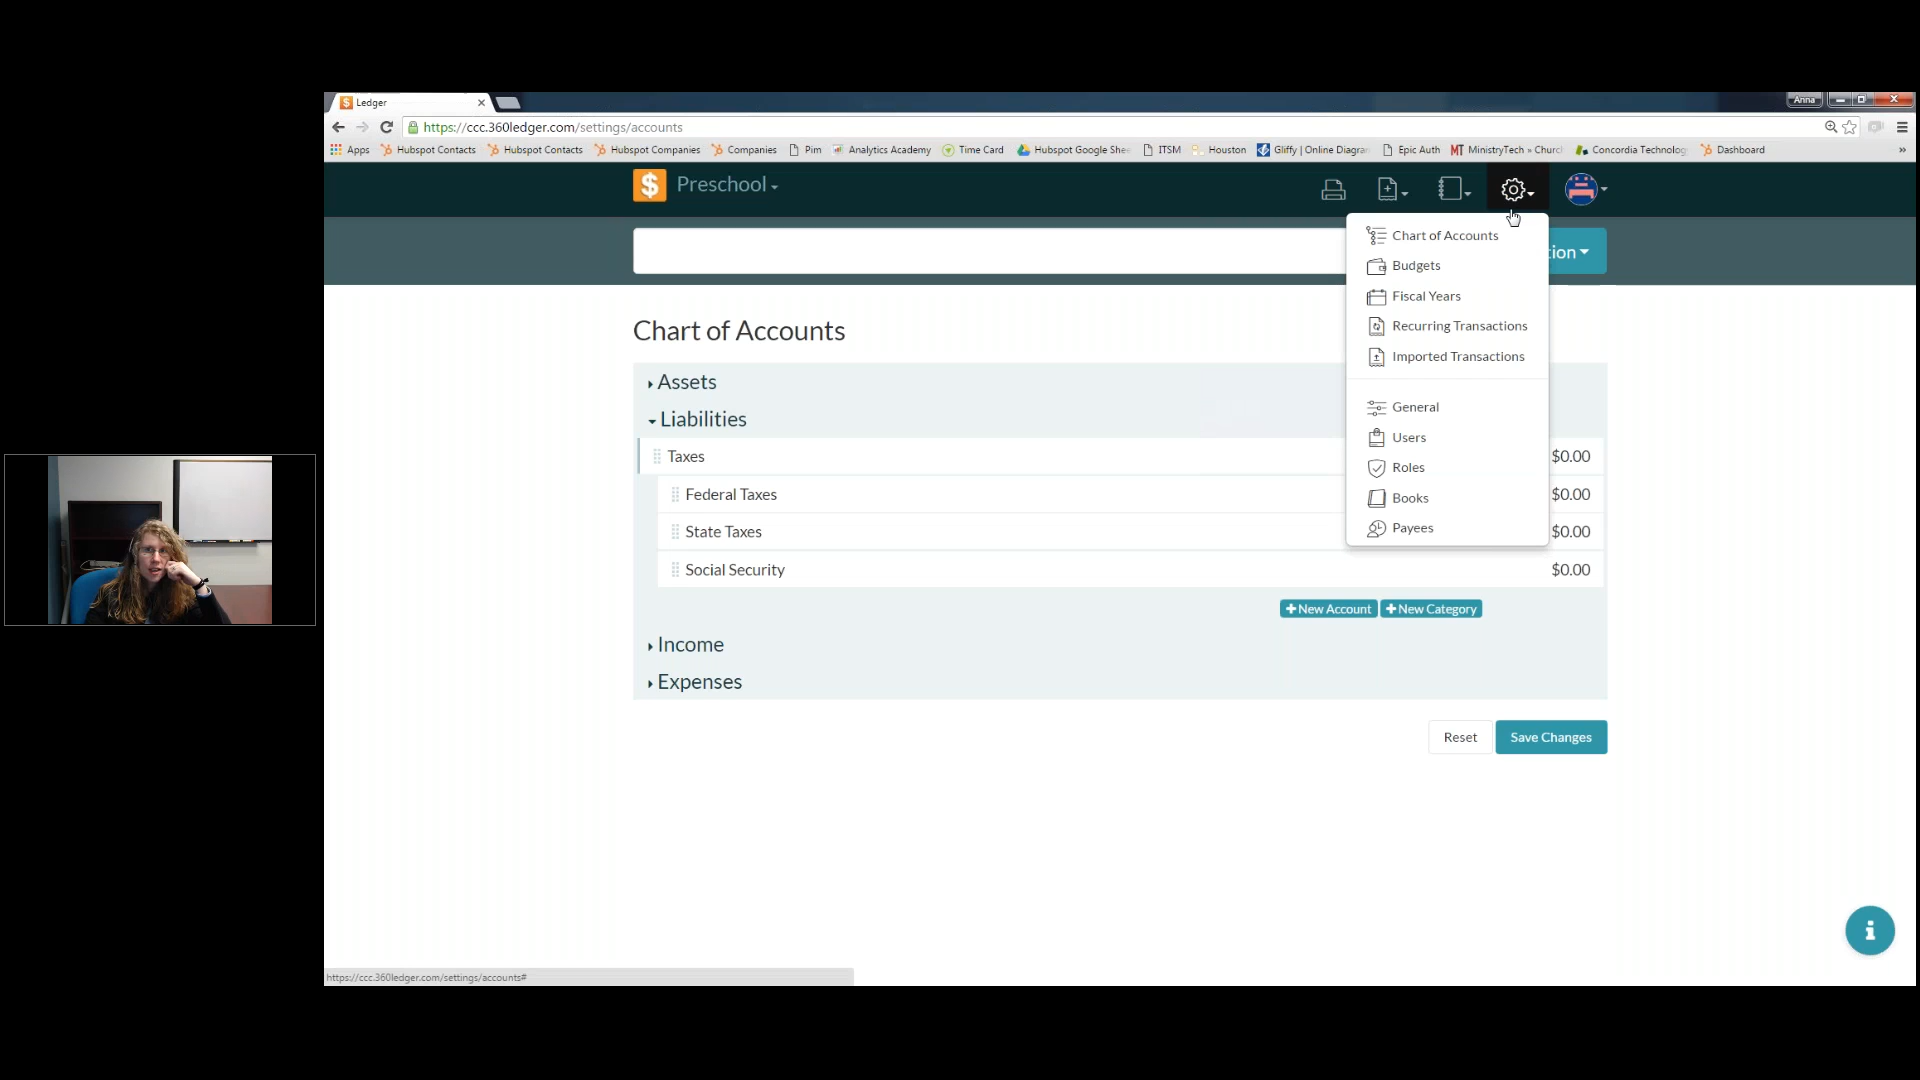 Ledger
Anna
https://ccc.360ledger.com/settings/accounts
Apps Hubspot Contacts Hubspot Contacts Hubspot Companies Companies Pim Analytics Academy Time Card Hubspot Google She ITSM Houston Gliffy | Online Diagra Epic Auth MinistryTech » Churc Concordia Technolog Dashboard »
$ Preschool
tion
Chart of Accounts
Budgets
Fiscal Years
Recurring Transactions
Imported Transactions
General
Users
Roles
Books
Payees
Chart of Accounts
Assets
Liabilities
Taxes $0.00
Federal Taxes $0.00
State Taxes $0.00
Social Security $0.00
+New Account +New Category
Income
Expenses
Reset Save Changes
i
https://ccc.360ledger.com/settings/accounts#